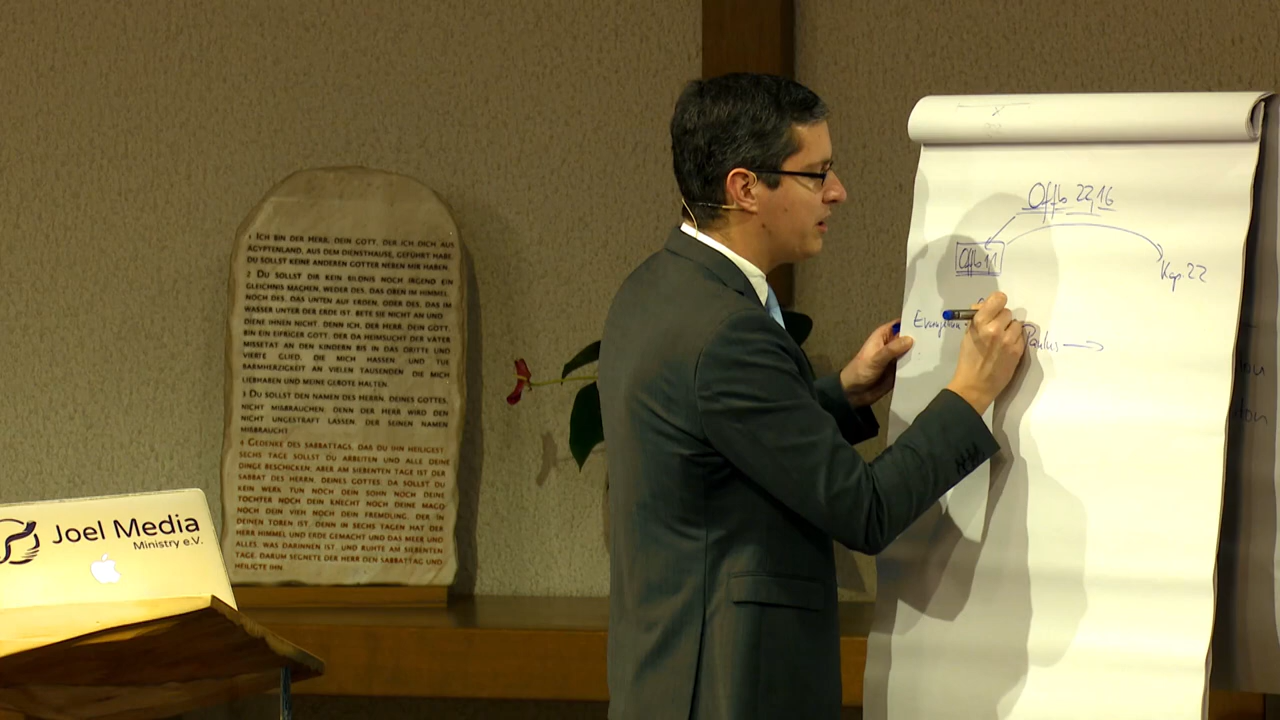 1 ICH BIN DER HERR, DEIN GOTT, DER ICH DICH AUS
ÄGYPTENLAND, AUS DEM DIENSTHAUSE, GEFÜHRT HABE.
DU SOLLST KEINE ANDEREN GÖTTER NEBEN MIR HABEN.
2 DU SOLLST DIR KEIN BILDNIS NOCH IRGEND EIN
GLEICHNIS MACHEN, WEDER DES, DAS OBEN IM HIMMEL,
NOCH DES, DAS UNTEN AUF ERDEN, ODER DES, DAS IM
WASSER UNTER DER ERDE IST. BETE SIE NICHT AN UND
DIENE IHNEN NICHT. DENN ICH, DER HERR, DEIN GOTT,
BIN EIN EIFRIGER GOTT, DER DA HEIMSUCHT DER VÄTER
MISSETAT AN DEN KINDERN BIS IN DAS DRITTE UND
VIERTE GLIED, DIE MICH HASSEN UND TUE
BARMHERZIGKEIT AN VIELEN TAUSENDEN DIE MICH
LIEBHABEN UND MEINE GEBOTE HALTEN.
3 DU SOLLST DEN NAMEN DES HERRN, DEINES GOTTES,
NICHT MIßBRAUCHEN, DENN DER HERR WIRD DEN
NICHT UNGESTRAFT LASSEN, DER SEINEN NAMEN
MIßBRAUCHT.
4 GEDENKE DES SABBATTAGS, DAS DU IHN HEILIGEST.
SECHS TAGE SOLLST DU ARBEITEN UND ALLE DEINE
DINGE BESCHICKEN, ABER AM SIEBENTEN TAGE IST DER
SABBAT DES HERRN, DEINES GOTTES. DA SOLLST DU
KEIN WERK TUN NOCH DEIN SOHN NOCH DEINE
TOCHTER NOCH DEIN KNECHT NOCH DEINE MAGD
NOCH DEIN VIEH NOCH DEIN FREMDLING, DER IN
DEINEN TOREN IST. DENN IN SECHS TAGEN HAT DER
HERR HIMMEL UND ERDE GEMACHT UND DAS MEER UND
ALLES, WAS DARINNEN IST, UND RUHTE AM SIEBENTEN
TAGE. DARUM SEGNETE DER HERR DEN SABBATTAG UND
HEILIGTE IHN.
Joel Media
Ministry e.V.
Offb 22,16
Offb 1,1
Kap. 22
Paulus →